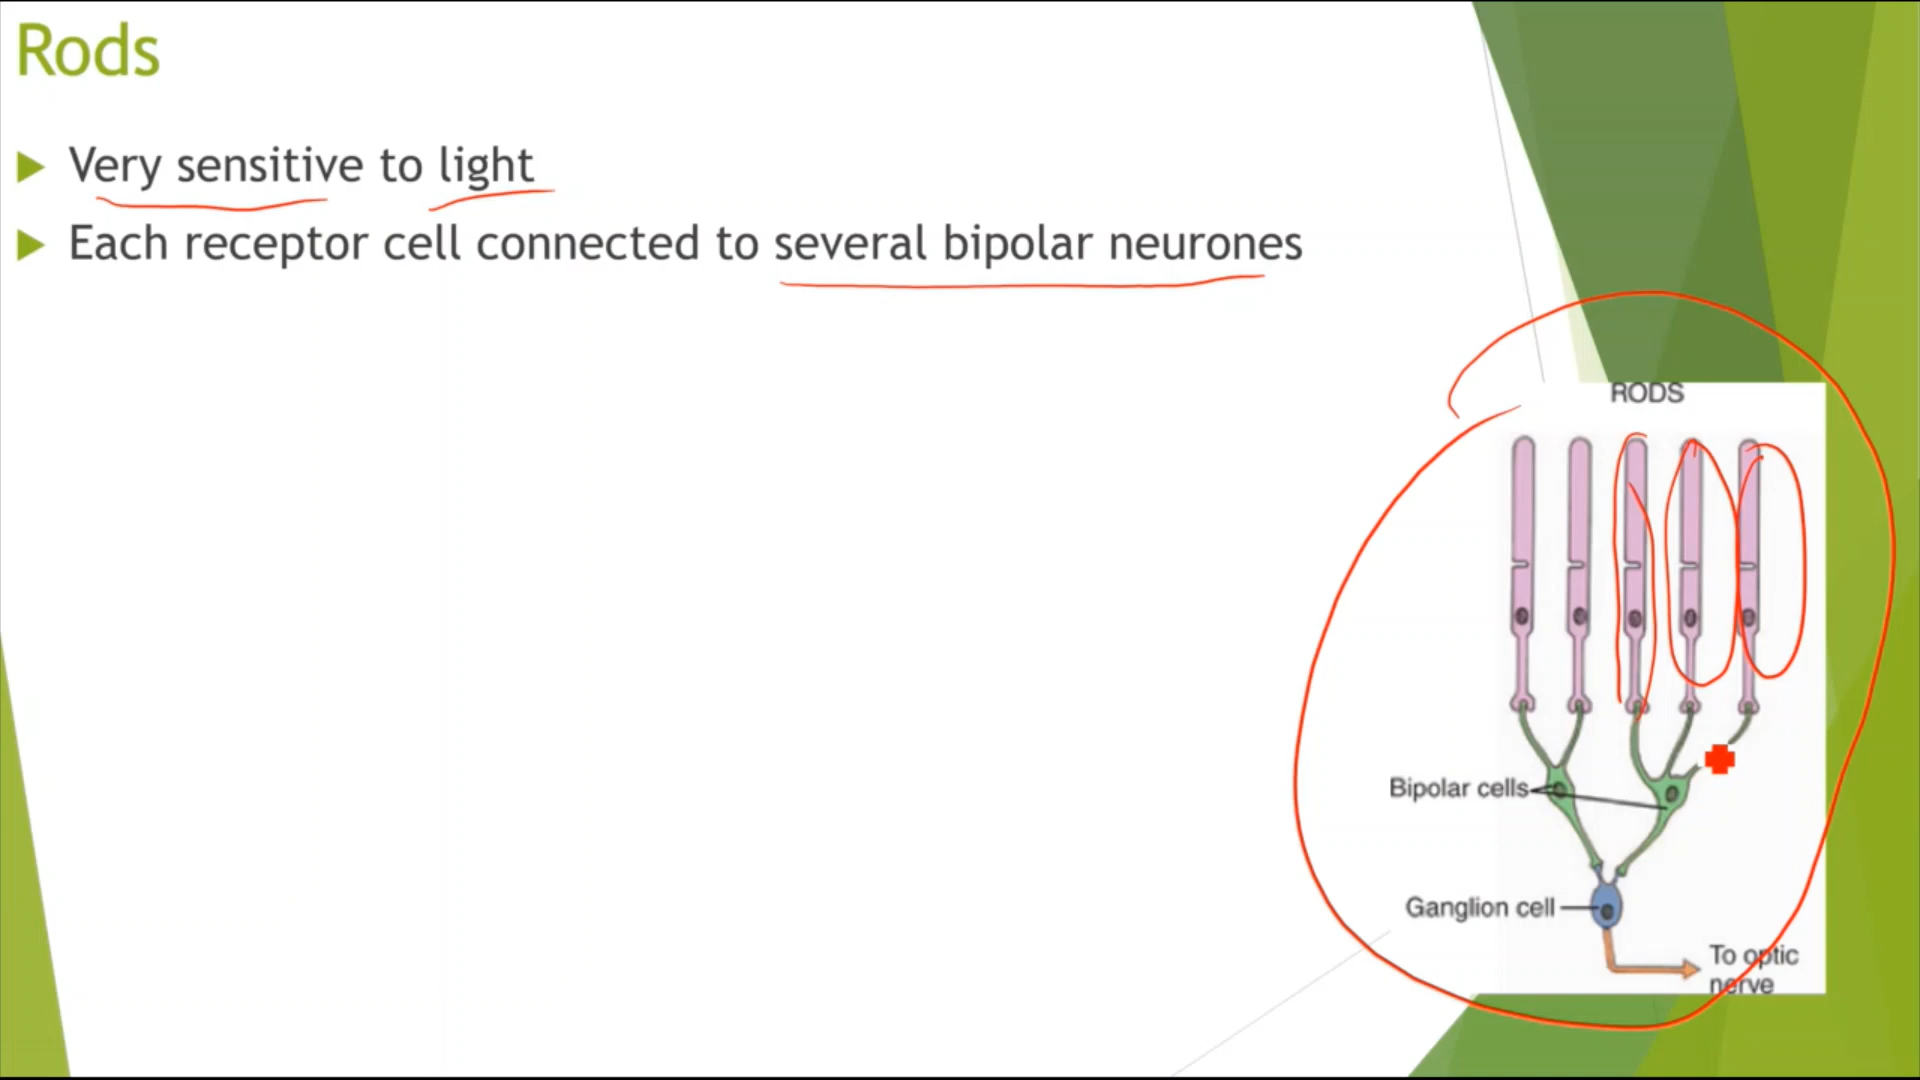 Rods
Very sensitive to light
Each receptor cell connected to several bipolar neurones
RODS
Bipolar cells
Ganglion cell
To optic
nerve